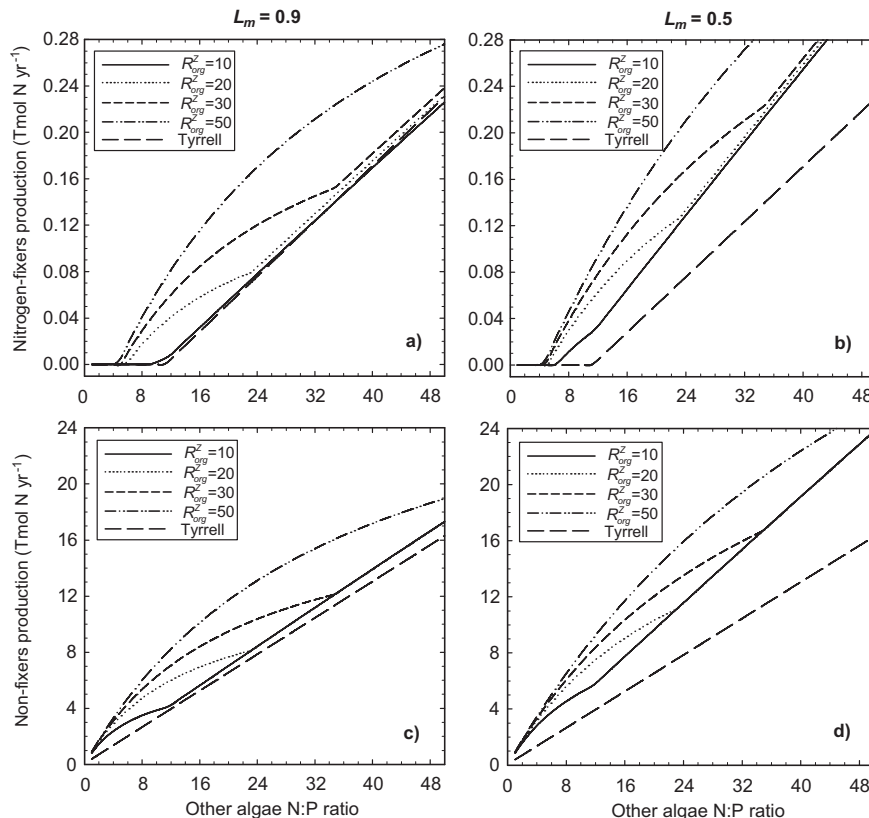 Lm = 0.9
Lm = 0.5
Nitrogen-fixers production (Tmol N yr⁻¹)
0.28
0.24
0.20
0.16
0.12
0.08
0.04
0.00
R^Z_org=10
R^Z_org=20
R^Z_org=30
R^Z_org=50
Tyrrell
a)
0 8 16 24 32 40 48
0.28
0.24
0.20
0.16
0.12
0.08
0.04
0.00
R^Z_org=10
R^Z_org=20
R^Z_org=30
R^Z_org=50
Tyrrell
b)
0 8 16 24 32 40 48
Non-fixers production (Tmol N yr⁻¹)
24
20
16
12
8
4
0
R^Z_org=10
R^Z_org=20
R^Z_org=30
R^Z_org=50
Tyrrell
c)
0 8 16 24 32 40 48
Other algae N:P ratio
24
20
16
12
8
4
0
R^Z_org=10
R^Z_org=20
R^Z_org=30
R^Z_org=50
Tyrrell
d)
0 8 16 24 32 40 48
Other algae N:P ratio